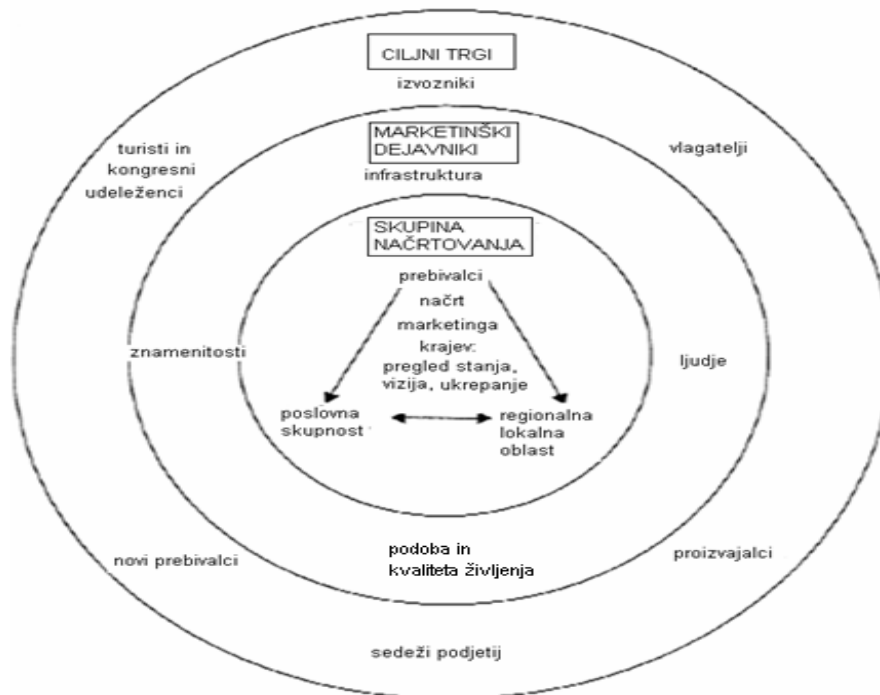 CILJNI TRGI
izvozniki
turisti in
kongresni
udeleženci
vlagatelji
MARKETINŠKI
DEJAVNIKI
infrastruktura
SKUPINA
NAČRTOVANJA
prebivalci
načrt
marketinga
krajev:
pregled stanja,
vizija, ukrepanje
znamenitosti
ljudje
poslovna
skupnost
regionalna
lokalna
oblast
novi prebivalci
podoba in
kvaliteta življenja
proizvajalci
sedeži podjetij